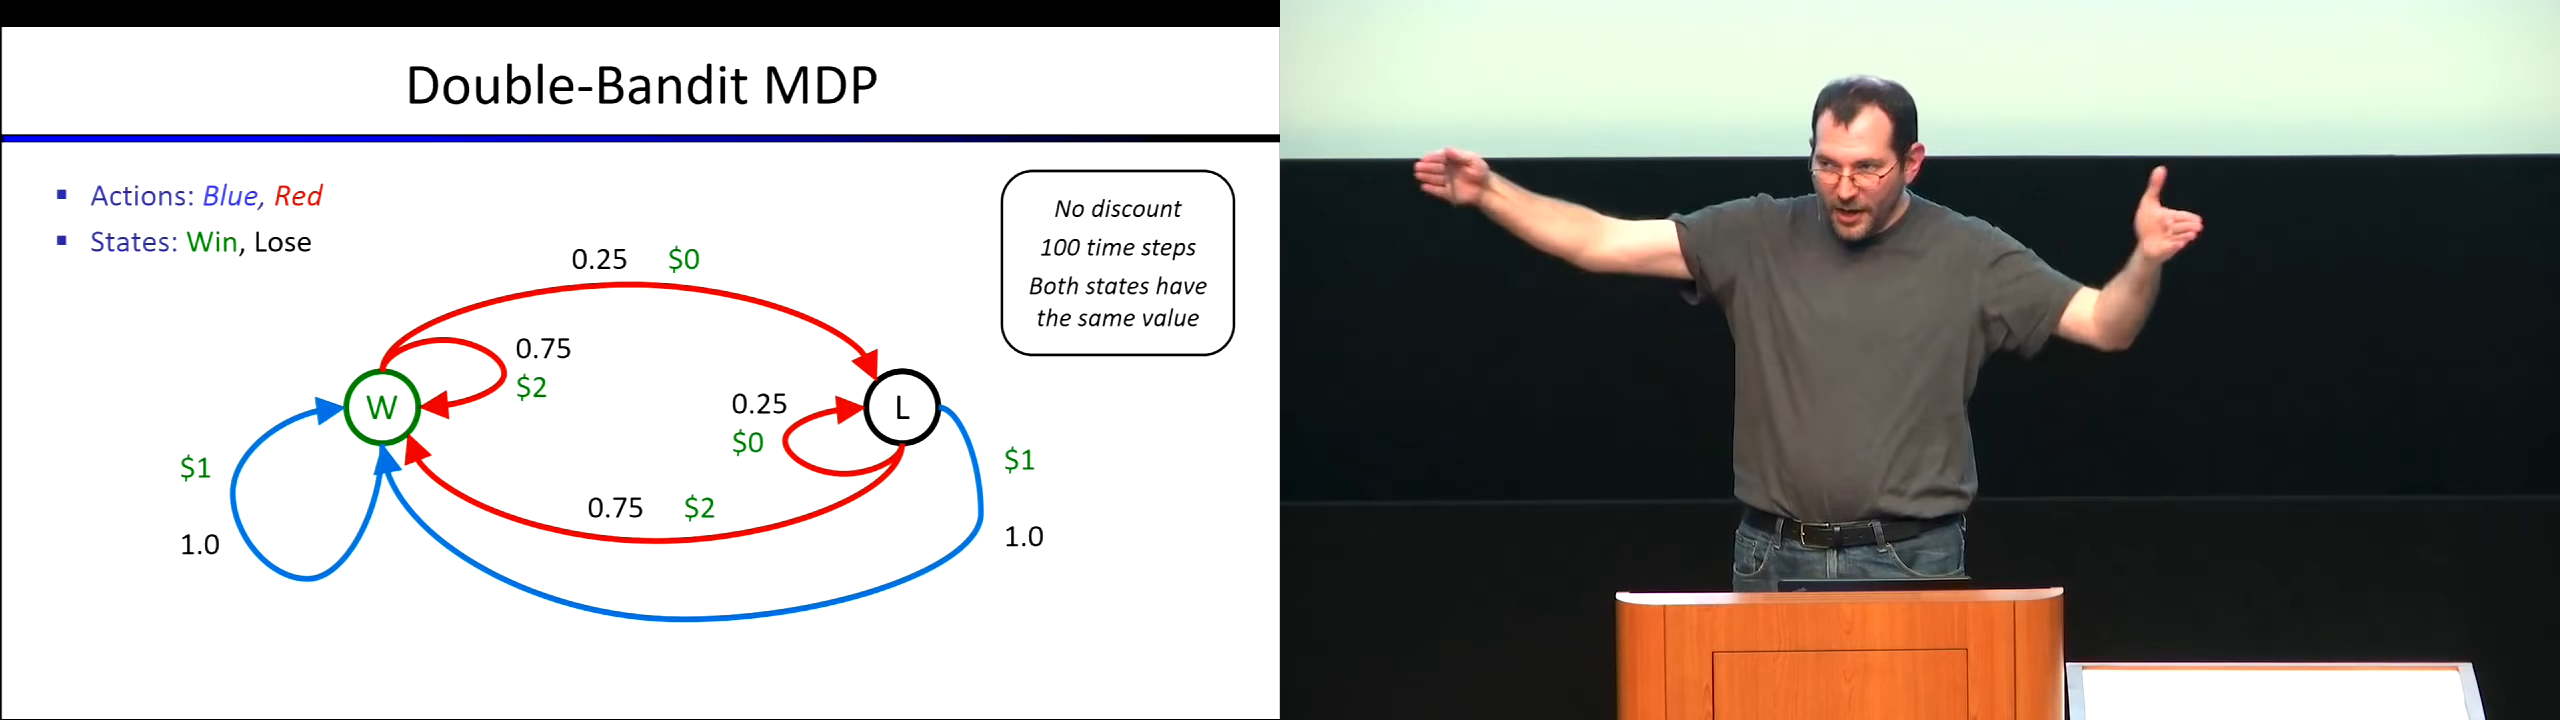 Double-Bandit MDP
Actions: Blue, Red
States: Win, Lose
No discount
100 time steps
Both states have
the same value
0.25 $0
0.75
$2
W
0.25
$0
L
$1
1.0
0.75 $2
$1
1.0